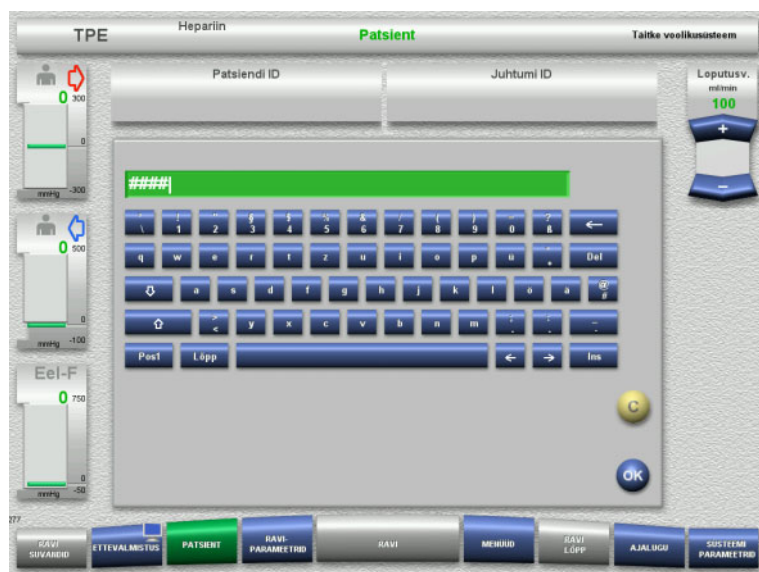 TPE
Hepariin
Patsient
Täitke voolikusüsteem
Patsiendi ID
Juhtumi ID
Loputusv.
ml/min
100
+
−
0 300
0
-300
mmHg
0 500
0
-100
mmHg
Eel-F
0 750
0
-50
mmHg
####
\ ! 1 " 2 § 3 $ 4 % 5 & 6 / 7 ( 8 ) 9 = 0 ? ß ←
q w e r t z u i o p ü Del
a s d f g h j k l ö ä @ #
> < y x c v b n m
Pos1 Lõpp ← → Ins
C
OK
277
RAVI SUVANDID
ETTEVALMISTUS
PATSIENT
RAVI-PARAMEETRID
RAVI
MENÜÜD
RAVI LÕPP
AJALUGU
SÜSTEEMI PARAMEETRID